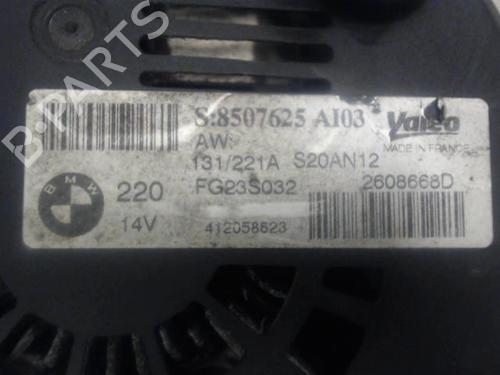 S:8507625 AI03
Valeo
AW:
MADE IN FRANCE
131/221A S20AN12
BMW
220
FG23S032
2608668D
14V
412058623
B-PARTS